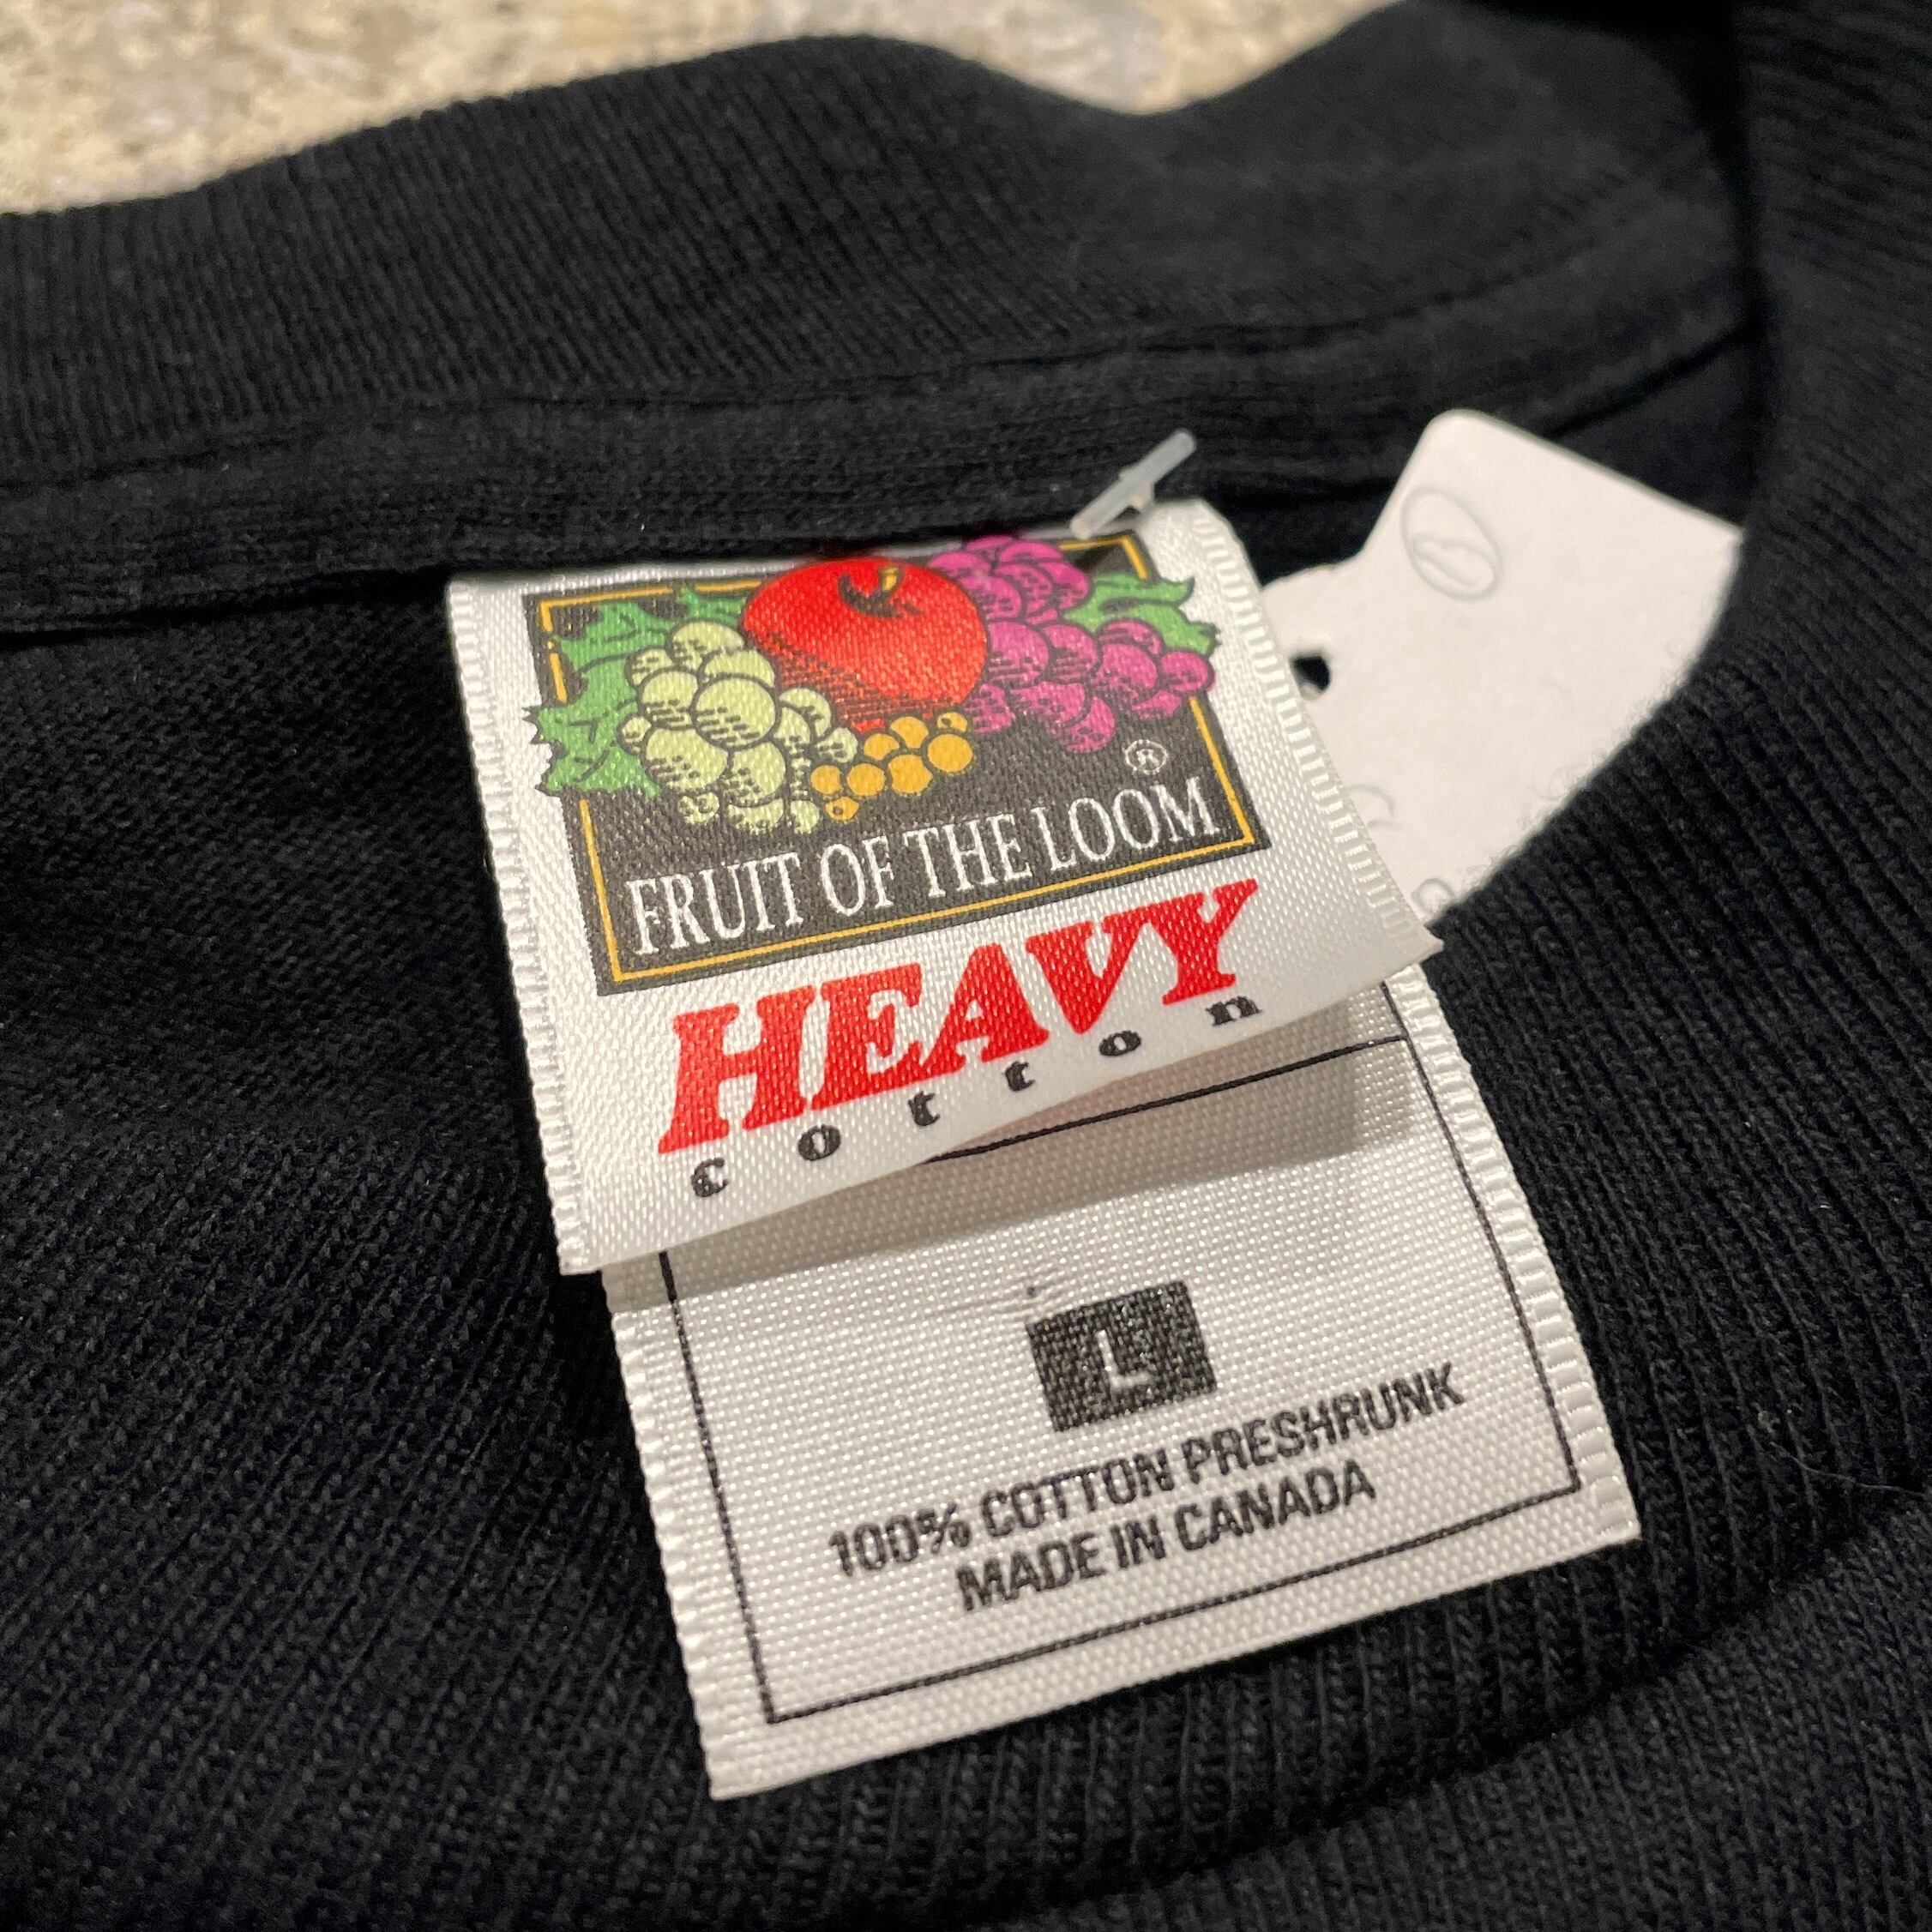 ®
FRUIT OF THE LOOM
HEAVY
cotton
L
100% COTTON PRESHRUNK
MADE IN CANADA